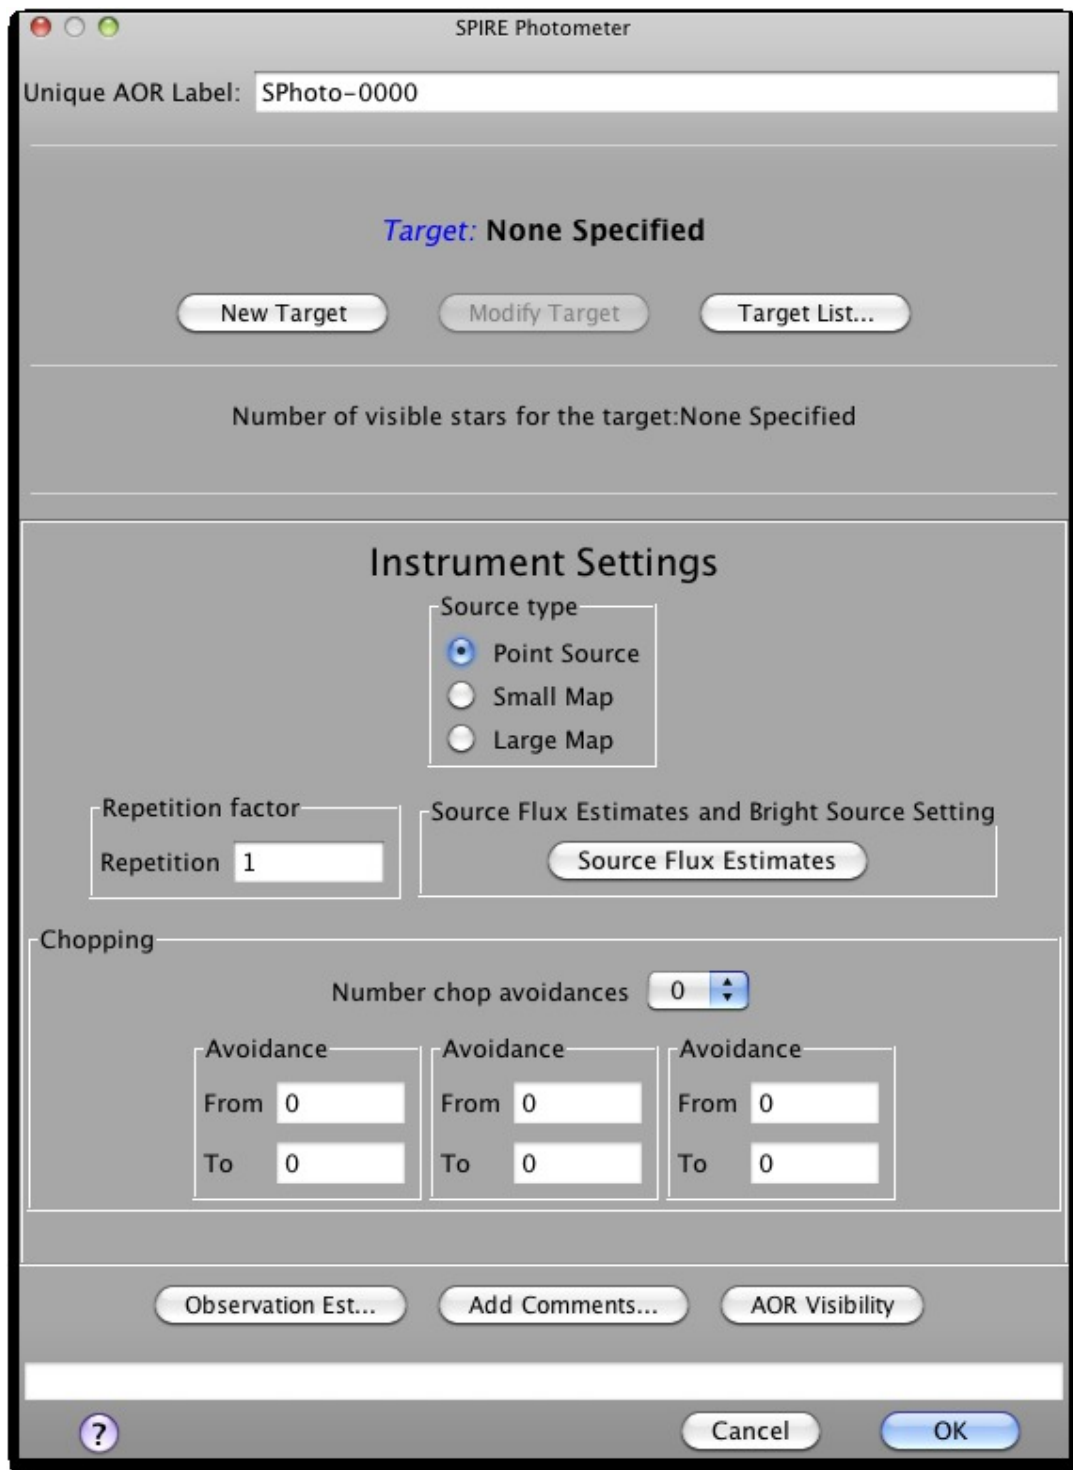 SPIRE Photometer
Unique AOR Label: SPhoto-0000
Target: None Specified
New Target Modify Target Target List...
Number of visible stars for the target:None Specified
Instrument Settings
Source type
Point Source
Small Map
Large Map
Repetition factor
Repetition 1
Source Flux Estimates and Bright Source Setting
Source Flux Estimates
Chopping
Number chop avoidances 0
Avoidance Avoidance Avoidance
From 0 From 0 From 0
To 0 To 0 To 0
Observation Est... Add Comments... AOR Visibility
? Cancel OK